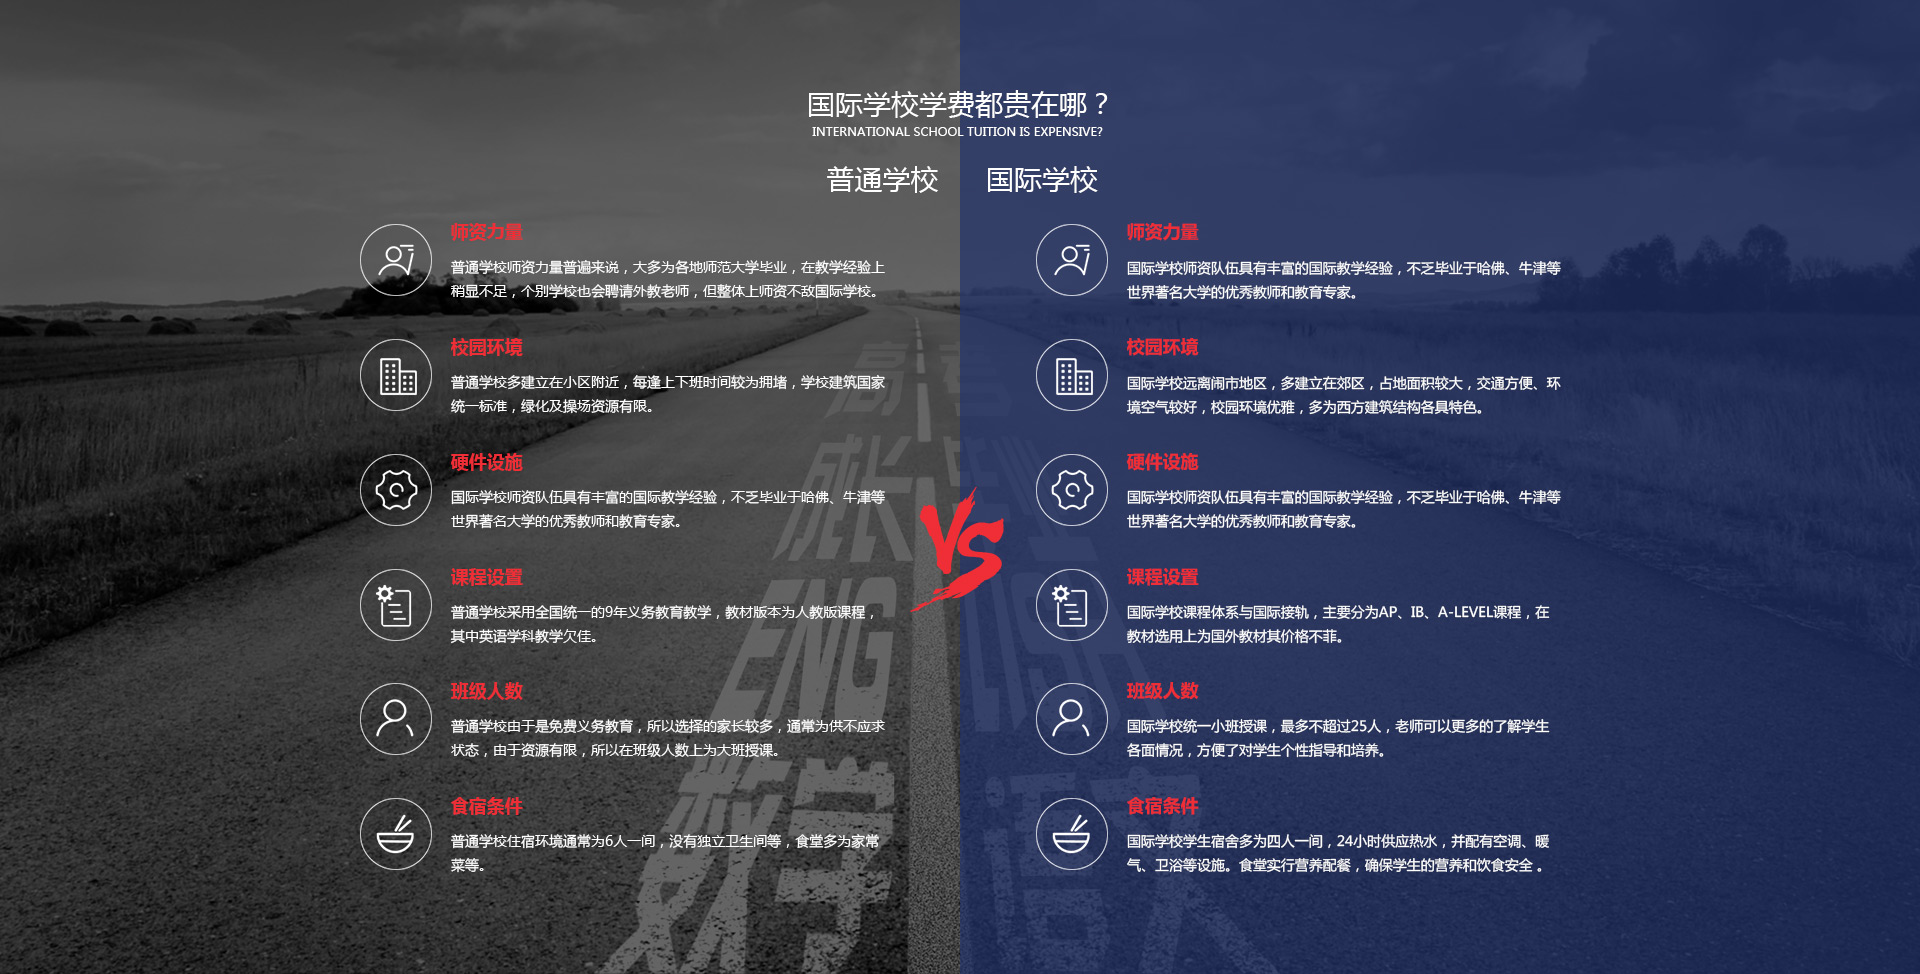 国际学校学费都贵在哪？
INTERNATIONAL SCHOOL TUITION IS EXPENSIVE?
普通学校
师资力量
普通学校师资力量普遍来说，大多为各地师范大学毕业，在教学经验上
稍显不足，个别学校也会聘请外教老师，但整体上师资不敌国际学校。
校园环境
普通学校多建立在小区附近，每逢上下班时间较为拥堵，学校建筑国家
统一标准，绿化及操场资源有限。
硬件设施
国际学校师资队伍具有丰富的国际教学经验，不乏毕业于哈佛、牛津等
世界著名大学的优秀教师和教育专家。
课程设置
普通学校采用全国统一的9年义务教育教学，教材版本为人教版课程，
其中英语学科教学欠佳。
班级人数
普通学校由于是免费义务教育，所以选择的家长较多，通常为供不应求
状态，由于资源有限，所以在班级人数上为大班授课。
食宿条件
普通学校住宿环境通常为6人一间，没有独立卫生间等，食堂多为家常
菜等。
VS
国际学校
师资力量
国际学校师资队伍具有丰富的国际教学经验，不乏毕业于哈佛、牛津等
世界著名大学的优秀教师和教育专家。
校园环境
国际学校远离闹市地区，多建立在郊区，占地面积较大，交通方便、环
境空气较好，校园环境优雅，多为西方建筑结构各具特色。
硬件设施
国际学校师资队伍具有丰富的国际教学经验，不乏毕业于哈佛、牛津等
世界著名大学的优秀教师和教育专家。
课程设置
国际学校课程体系与国际接轨，主要分为AP、IB、A-LEVEL课程，在
教材选用上为国外教材其价格不菲。
班级人数
国际学校统一小班授课，最多不超过25人，老师可以更多的了解学生
各面情况，方便了对学生个性指导和培养。
食宿条件
国际学校学生宿舍多为四人一间，24小时供应热水，并配有空调、暖
气、卫浴等设施。食堂实行营养配餐，确保学生的营养和饮食安全 。
高考
成长
ENGLISH
数学
语文